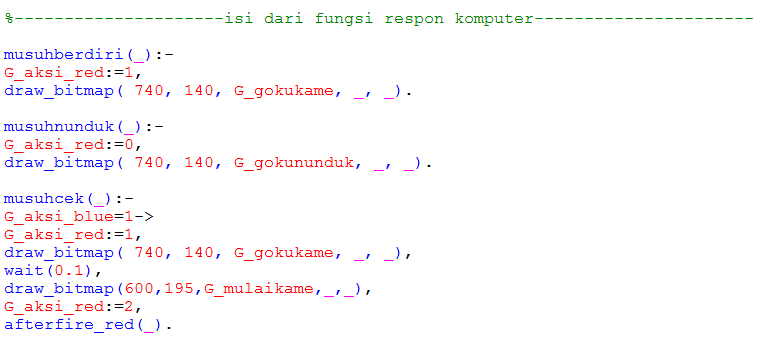 %---------------------isi dari fungsi respon komputer----------------------
musuhberdiri(_):-
G_aksi_red:=1,
draw_bitmap( 740, 140, G_gokukame, _, _).
musuhnunduk(_):-
G_aksi_red:=0,
draw_bitmap( 740, 140, G_gokununduk, _, _).
musuhcek(_):-
G_aksi_blue=1->
G_aksi_red:=1,
draw_bitmap( 740, 140, G_gokukame, _, _),
wait(0.1),
draw_bitmap(600,195,G_mulaikame,_,_),
G_aksi_red:=2,
afterfire_red(_).